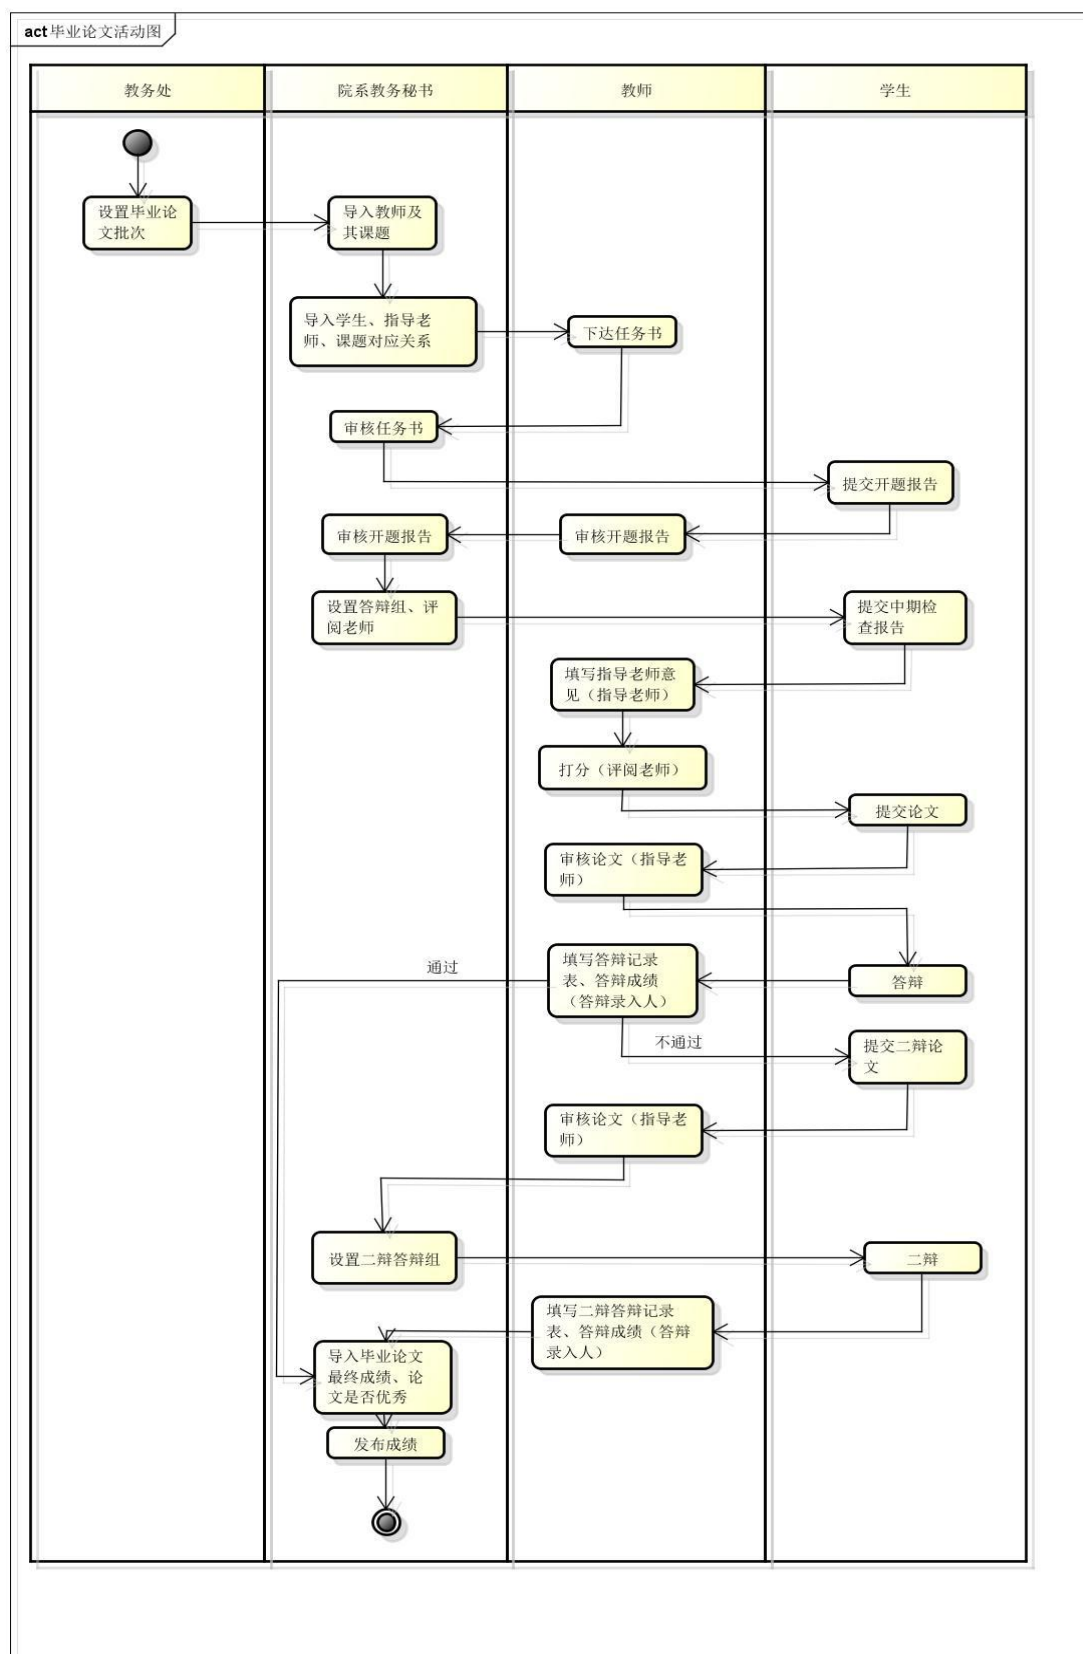 act 毕业论文活动图
教务处
院系教务秘书
教师
学生
设置毕业论
文批次
导入教师及
其课题
导入学生、指导老
师、课题对应关系
下达任务书
审核任务书
提交开题报告
审核开题报告
审核开题报告
设置答辩组、评
阅老师
提交中期检
查报告
填写指导老师意
见（指导老师）
打分（评阅老师）
提交论文
审核论文（指导老
师）
通过
填写答辩记录
表、答辩成绩
（答辩录入人）
答辩
不通过
提交二辩论
文
审核论文（指导老
师）
设置二辩答辩组
二辩
填写二辩答辩记录
表、答辩成绩（答辩
录入人）
导入毕业论文
最终成绩、论
文是否优秀
发布成绩